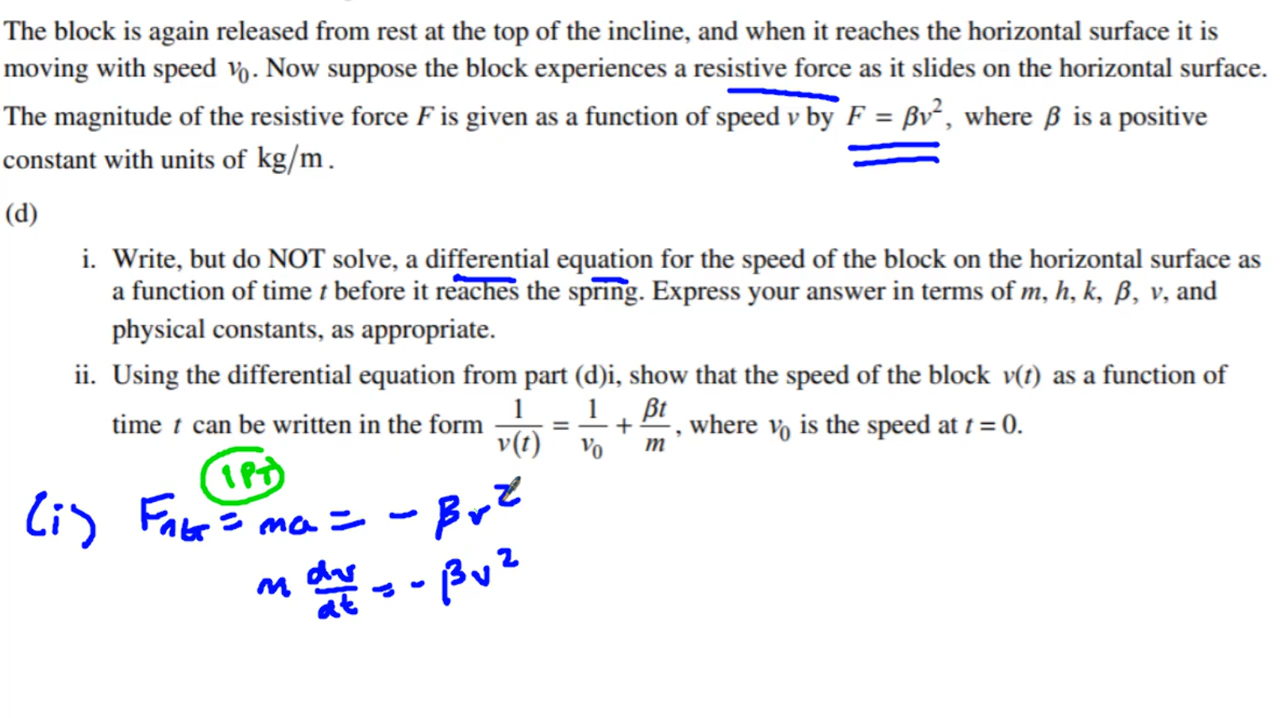 The block is again released from rest at the top of the incline, and when it reaches the horizontal surface it is
moving with speed v₀. Now suppose the block experiences a resistive force as it slides on the horizontal surface.
The magnitude of the resistive force F is given as a function of speed v by F = βv², where β is a positive
constant with units of kg/m.
(d)
i. Write, but do NOT solve, a differential equation for the speed of the block on the horizontal surface as
a function of time t before it reaches the spring. Express your answer in terms of m, h, k, β, v, and
physical constants, as appropriate.
ii. Using the differential equation from part (d)i, show that the speed of the block v(t) as a function of
time t can be written in the form 1/v(t) = 1/v₀ + βt/m, where v₀ is the speed at t = 0.
1 PT
(i) Fnet = ma = - βv²
m dv/dt = - βv²